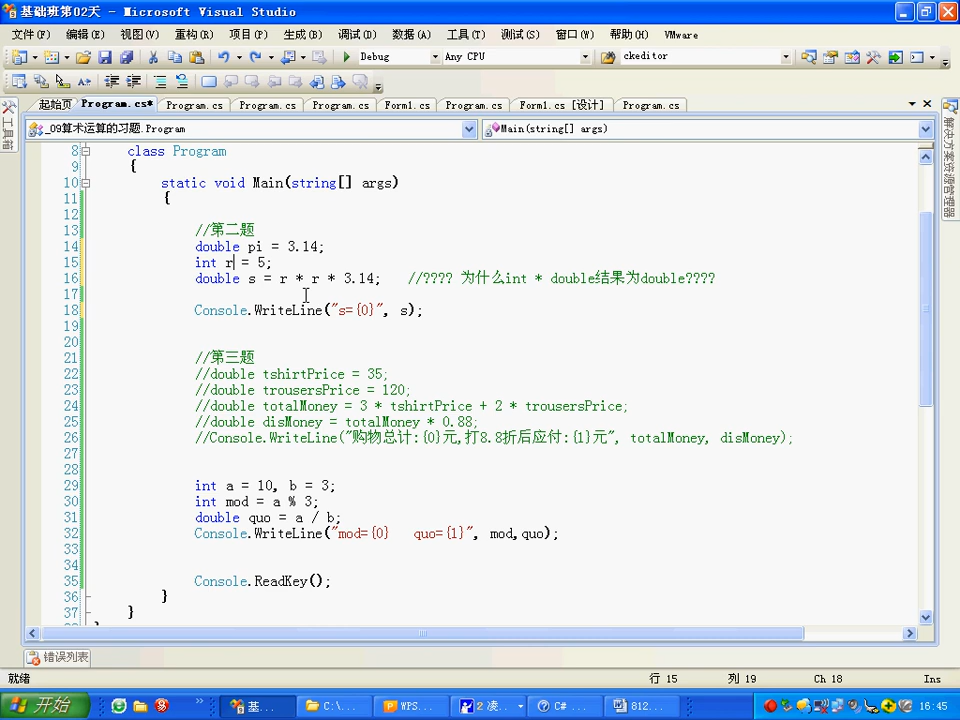 基础班第02天 - Microsoft Visual Studio
文件(F) 编辑(E) 视图(V) 重构(R) 项目(P) 生成(B) 调试(D) 数据(A) 工具(T) 测试(S) 窗口(W) 帮助(H) VMware
Debug Any CPU ckeditor
起始页 Program.cs* Program.cs Program.cs Program.cs Form1.cs Program.cs Form1.cs [设计] Program.cs
_09算术运算的习题.Program Main(string[] args)
工具箱
解决方案资源管理器
8 class Program
9 {
10 static void Main(string[] args)
11 {
12
13 //第二题
14 double pi = 3.14;
15 int r = 5;
16 double s = r * r * 3.14; //???? 为什么int * double结果为double????
17
18 Console.WriteLine("s={0}", s);
19
20
21 //第三题
22 //double tshirtPrice = 35;
23 //double trousersPrice = 120;
24 //double totalMoney = 3 * tshirtPrice + 2 * trousersPrice;
25 //double disMoney = totalMoney * 0.88;
26 //Console.WriteLine("购物总计:{0}元,打8.8折后应付:{1}元", totalMoney, disMoney);
27
28
29 int a = 10, b = 3;
30 int mod = a % 3;
31 double quo = a / b;
32 Console.WriteLine("mod={0} quo={1}", mod,quo);
33
34
35 Console.ReadKey();
36 }
37 }
错误列表
就绪 行 15 列 19 Ch 18 Ins
开始 基... C:\... WPS... 2 凌... C# ... 812... 16:45